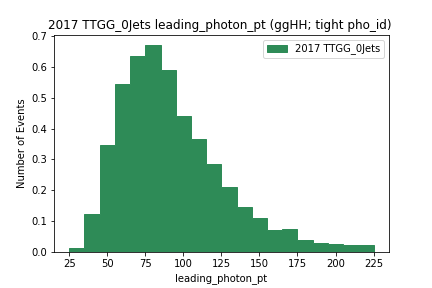 2017 TTGG_0Jets leading_photon_pt (ggHH; tight pho_id)
2017 TTGG_0Jets
Number of Events
0.7
0.6
0.5
0.4
0.3
0.2
0.1
0.0
25 50 75 100 125 150 175 200 225
leading_photon_pt